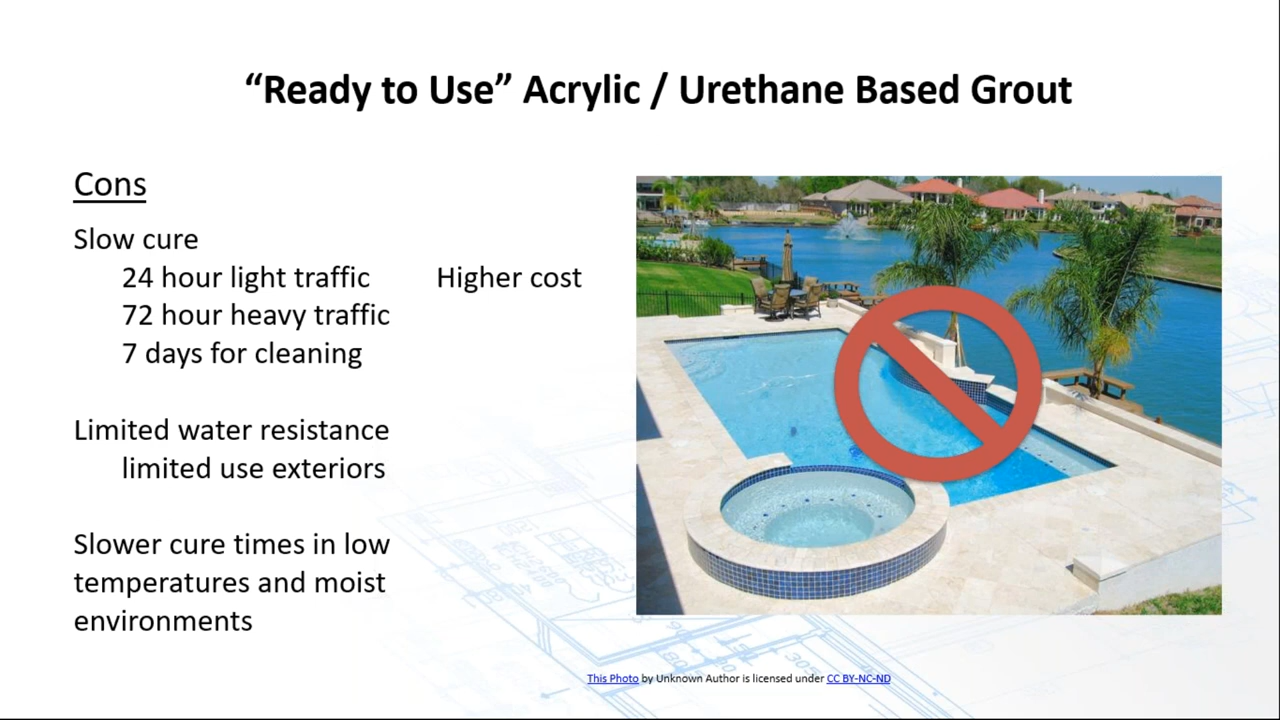 “Ready to Use” Acrylic / Urethane Based Grout
Cons
Slow cure
24 hour light traffic
Higher cost
72 hour heavy traffic
7 days for cleaning
Limited water resistance
limited use exteriors
Slower cure times in low
temperatures and moist
environments
This Photo by Unknown Author is licensed under CC BY-NC-ND